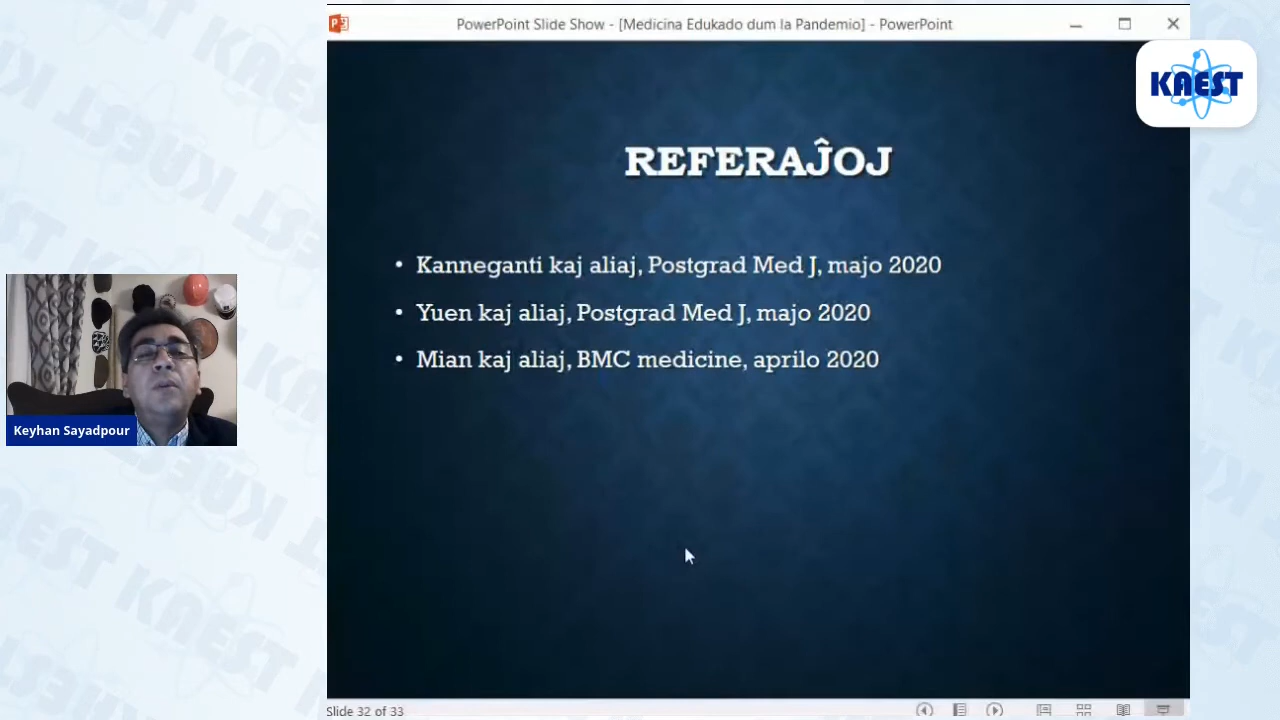 PowerPoint Slide Show - [Medicina Edukado dum la Pandemio] - PowerPoint
KAEST
REFERAĴOJ
• Kanneganti kaj aliaj, Postgrad Med J, majo 2020
• Yuen kaj aliaj, Postgrad Med J, majo 2020
• Mian kaj aliaj, BMC medicine, aprilo 2020
Keyhan Sayadpour
Slide 32 of 33